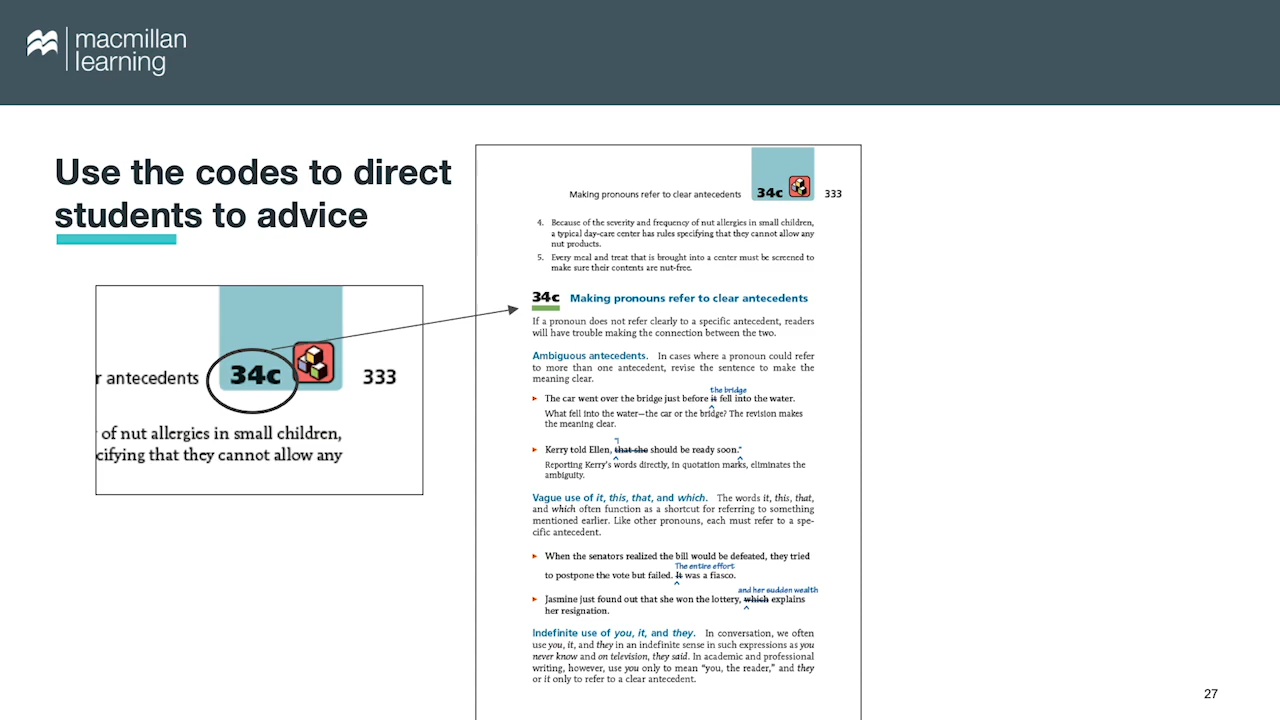 macmillan
learning
Use the codes to direct
students to advice
r antecedents 34c 333
of nut allergies in small children,
cifying that they cannot allow any
Making pronouns refer to clear antecedents 34c 333
4. Because of the severity and frequency of nut allergies in small children,
a typical day-care center has rules specifying that they cannot allow any
nut products.
5. Every meal and treat that is brought into a center must be screened to
make sure their contents are nut-free.
34c Making pronouns refer to clear antecedents
If a pronoun does not refer clearly to a specific antecedent, readers
will have trouble making the connection between the two.
Ambiguous antecedents. In cases where a pronoun could refer
to more than one antecedent, revise the sentence to make the
meaning clear.
the bridge
The car went over the bridge just before it fell into the water.
What fell into the water—the car or the bridge? The revision makes
the meaning clear.
Kerry told Ellen, "that she should be ready soon."
Reporting Kerry's words directly, in quotation marks, eliminates the
ambiguity.
Vague use of it, this, that, and which. The words it, this, that,
and which often function as a shortcut for referring to something
mentioned earlier. Like other pronouns, each must refer to a spe-
cific antecedent.
When the senators realized the bill would be defeated, they tried
The entire effort
to postpone the vote but failed. It was a fiasco.
and her sudden wealth
Jasmine just found out that she won the lottery, which explains
her resignation.
Indefinite use of you, it, and they. In conversation, we often
use you, it, and they in an indefinite sense in such expressions as you
never know and on television, they said. In academic and professional
writing, however, use you only to mean "you, the reader," and they
or it only to refer to a clear antecedent.
27